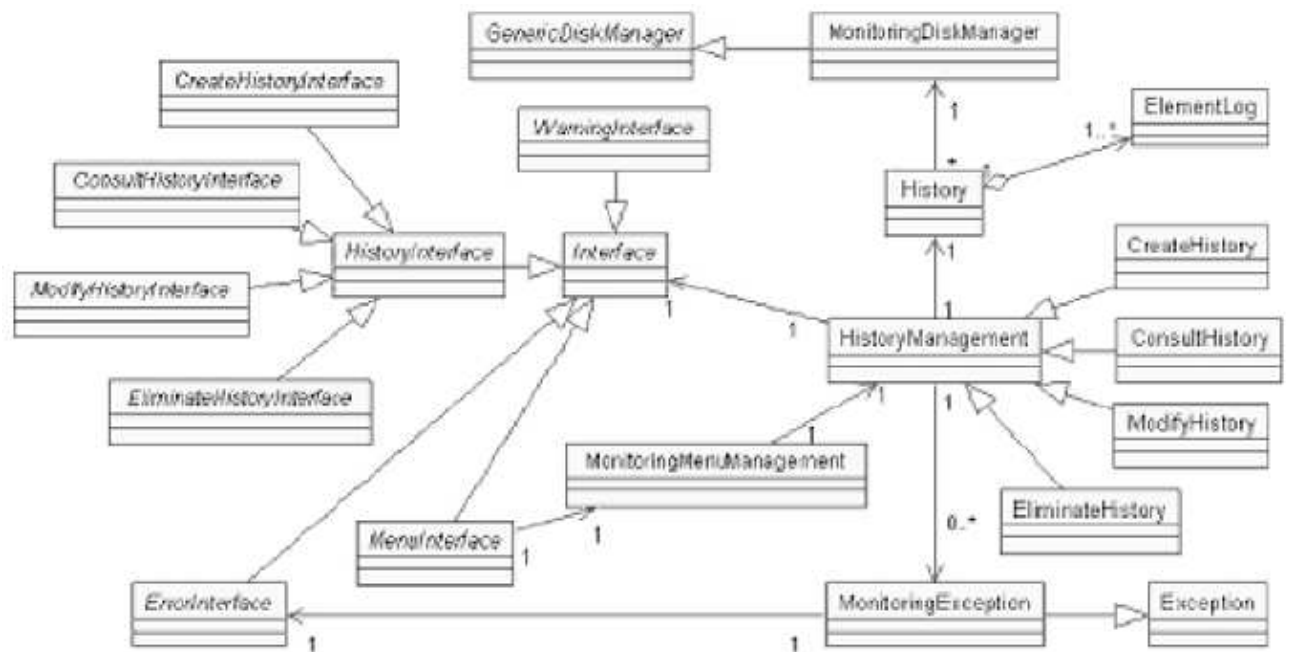 GenericDiskManager
MonitoringDiskManager
CreateHistoryInterface
ElementLog
WarningInterface
1
1..*
ConsultHistoryInterface
*
History
HistoryInterface
Interface
CreateHistory
1
ModifyHistoryInterface
1
1
1
HistoryManagement
ConsultHistory
EliminateHistoryInterface
1
1
ModifyHistory
1
MonitoringMenuManagement
EliminateHistory
0..*
MenuInterface
1
1
ErrorInterface
MonitoringException
Exception
1
1